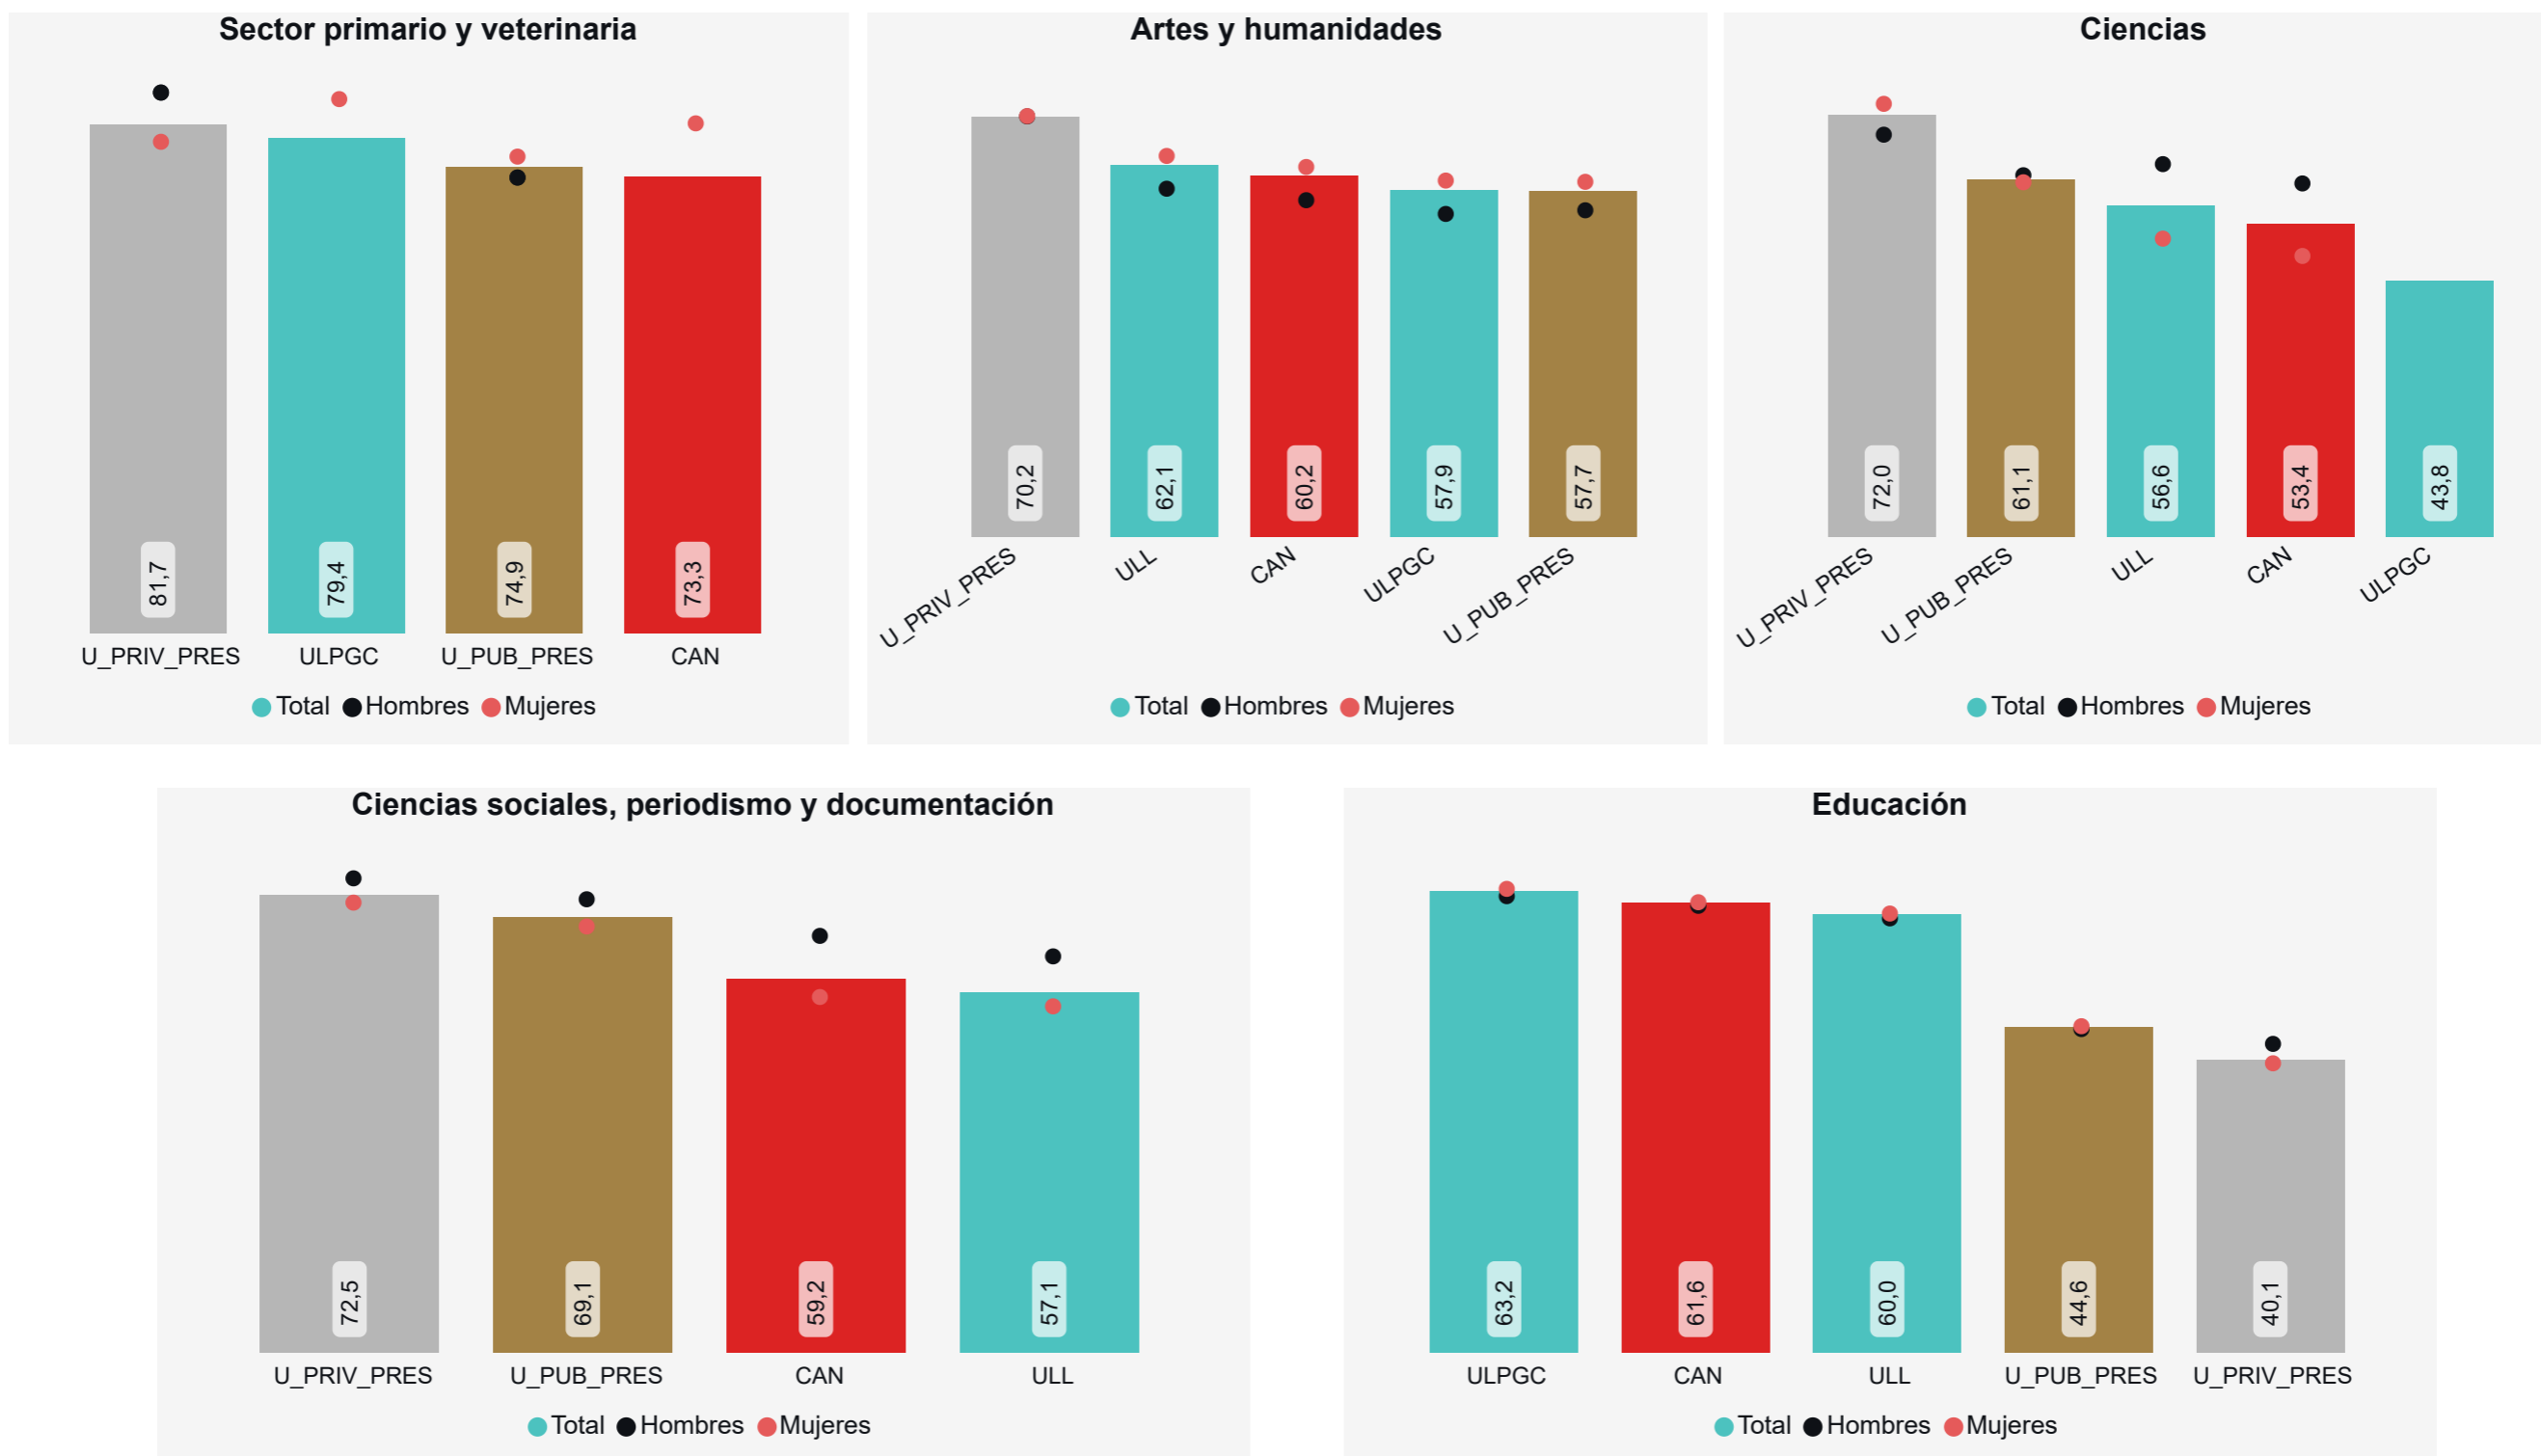 Sector primario y veterinaria
81,7
79,4
74,9
73,3
U_PRIV_PRES ULPGC U_PUB_PRES CAN
Total Hombres Mujeres
Artes y humanidades
70,2
62,1
60,2
57,9
57,7
U_PRIV_PRES
ULL
CAN
ULPGC
U_PUB_PRES
Total Hombres Mujeres
Ciencias
72,0
61,1
56,6
53,4
43,8
U_PRIV_PRES
U_PUB_PRES
ULL
CAN
ULPGC
Total Hombres Mujeres
Ciencias sociales, periodismo y documentación
72,5
69,1
59,2
57,1
U_PRIV_PRES U_PUB_PRES CAN ULL
Total Hombres Mujeres
Educación
63,2
61,6
60,0
44,6
40,1
ULPGC CAN ULL U_PUB_PRES U_PRIV_PRES
Total Hombres Mujeres